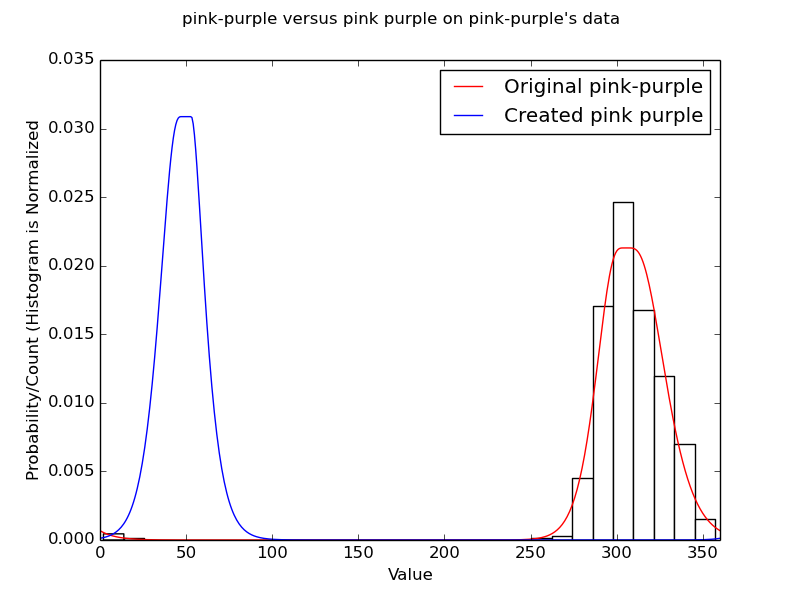 pink-purple versus pink purple on pink-purple's data
Original pink-purple
Created pink purple
Probability/Count (Histogram is Normalized
0.035
0.030
0.025
0.020
0.015
0.010
0.005
0.000
0 50 100 150 200 250 300 350
Value